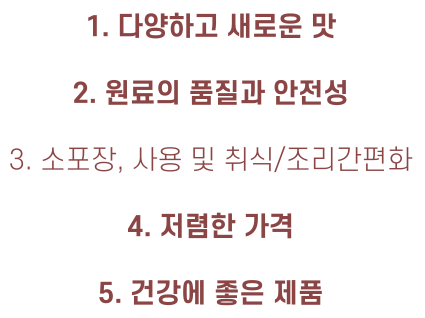 1. 다양하고 새로운 맛
2. 원료의 품질과 안전성
3. 소포장, 사용 및 취식/조리간편화
4. 저렴한 가격
5. 건강에 좋은 제품